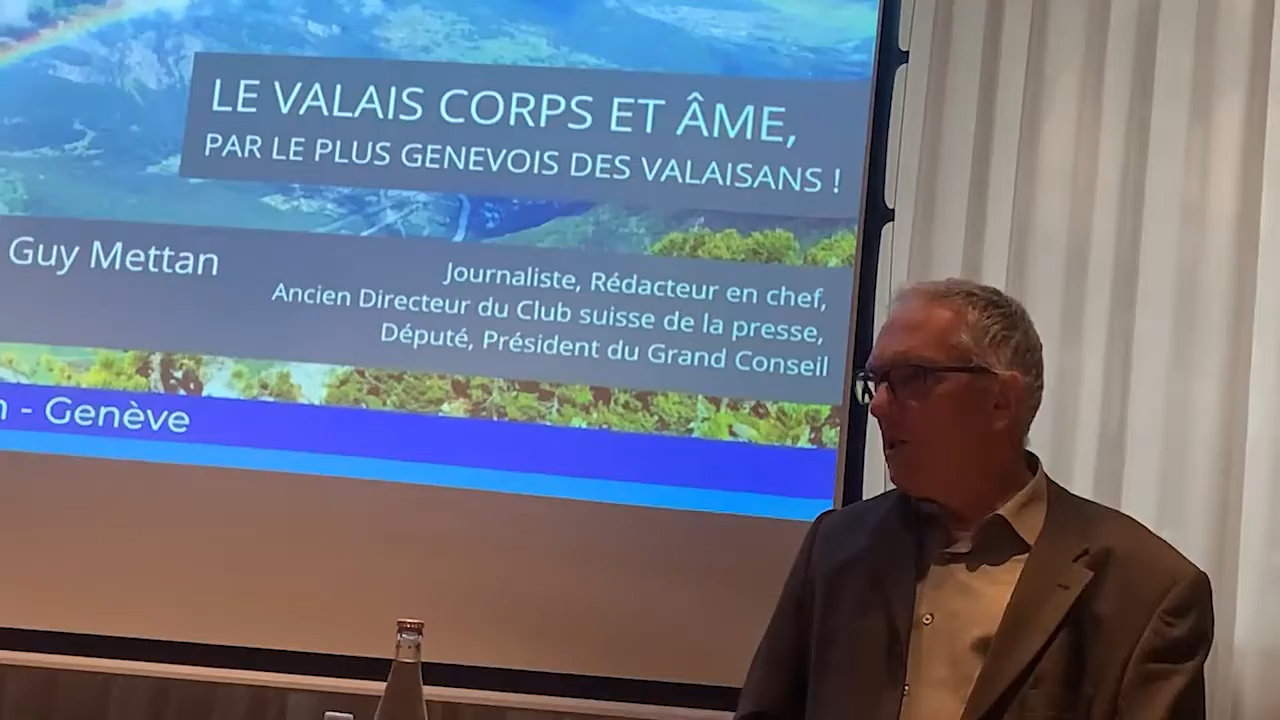 LE VALAIS CORPS ET ÂME,
PAR LE PLUS GENEVOIS DES VALAISANS !
Guy Mettan
Journaliste, Rédacteur en chef,
Ancien Directeur du Club suisse de la presse,
Député, Président du Grand Conseil
- Genève